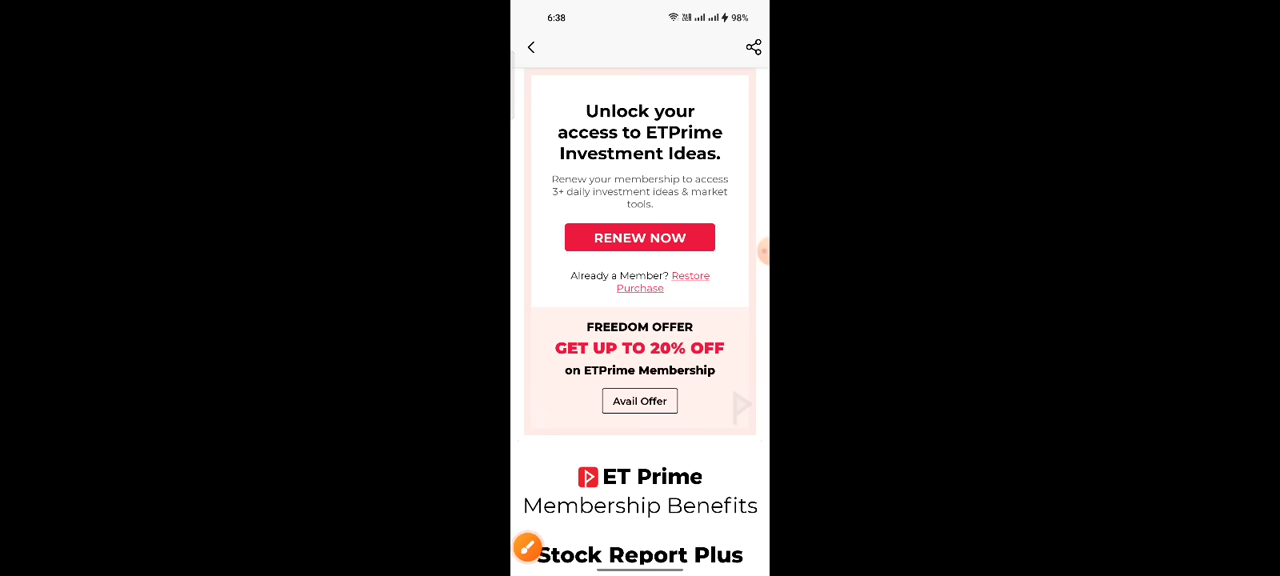 6:38
98%
Unlock your
access to ETPrime
Investment Ideas.
Renew your membership to access
3+ daily investment ideas & market
tools.
RENEW NOW
Already a Member? Restore
Purchase
FREEDOM OFFER
GET UP TO 20% OFF
on ETPrime Membership
Avail Offer
ET Prime
Membership Benefits
Stock Report Plus